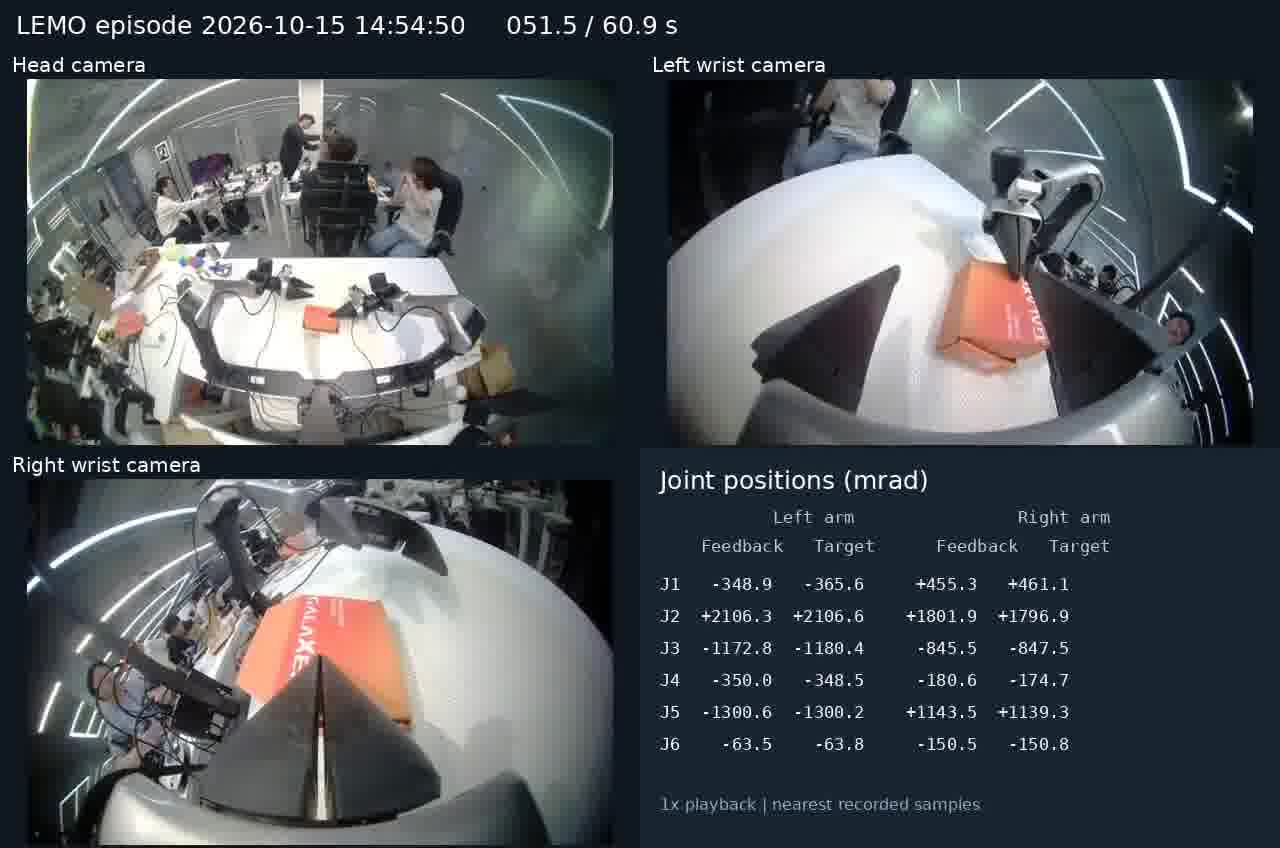 LEMO episode 2026-10-15 14:54:50 051.5 / 60.9 s
Head camera
Left wrist camera
Right wrist camera
GALAXE
Joint positions (mrad)
Left arm Right arm
Feedback Target Feedback Target
J1 -348.9 -365.6 +455.3 +461.1
J2 +2106.3 +2106.6 +1801.9 +1796.9
J3 -1172.8 -1180.4 -845.5 -847.5
J4 -350.0 -348.5 -180.6 -174.7
J5 -1300.6 -1300.2 +1143.5 +1139.3
J6 -63.5 -63.8 -150.5 -150.8
1x playback | nearest recorded samples